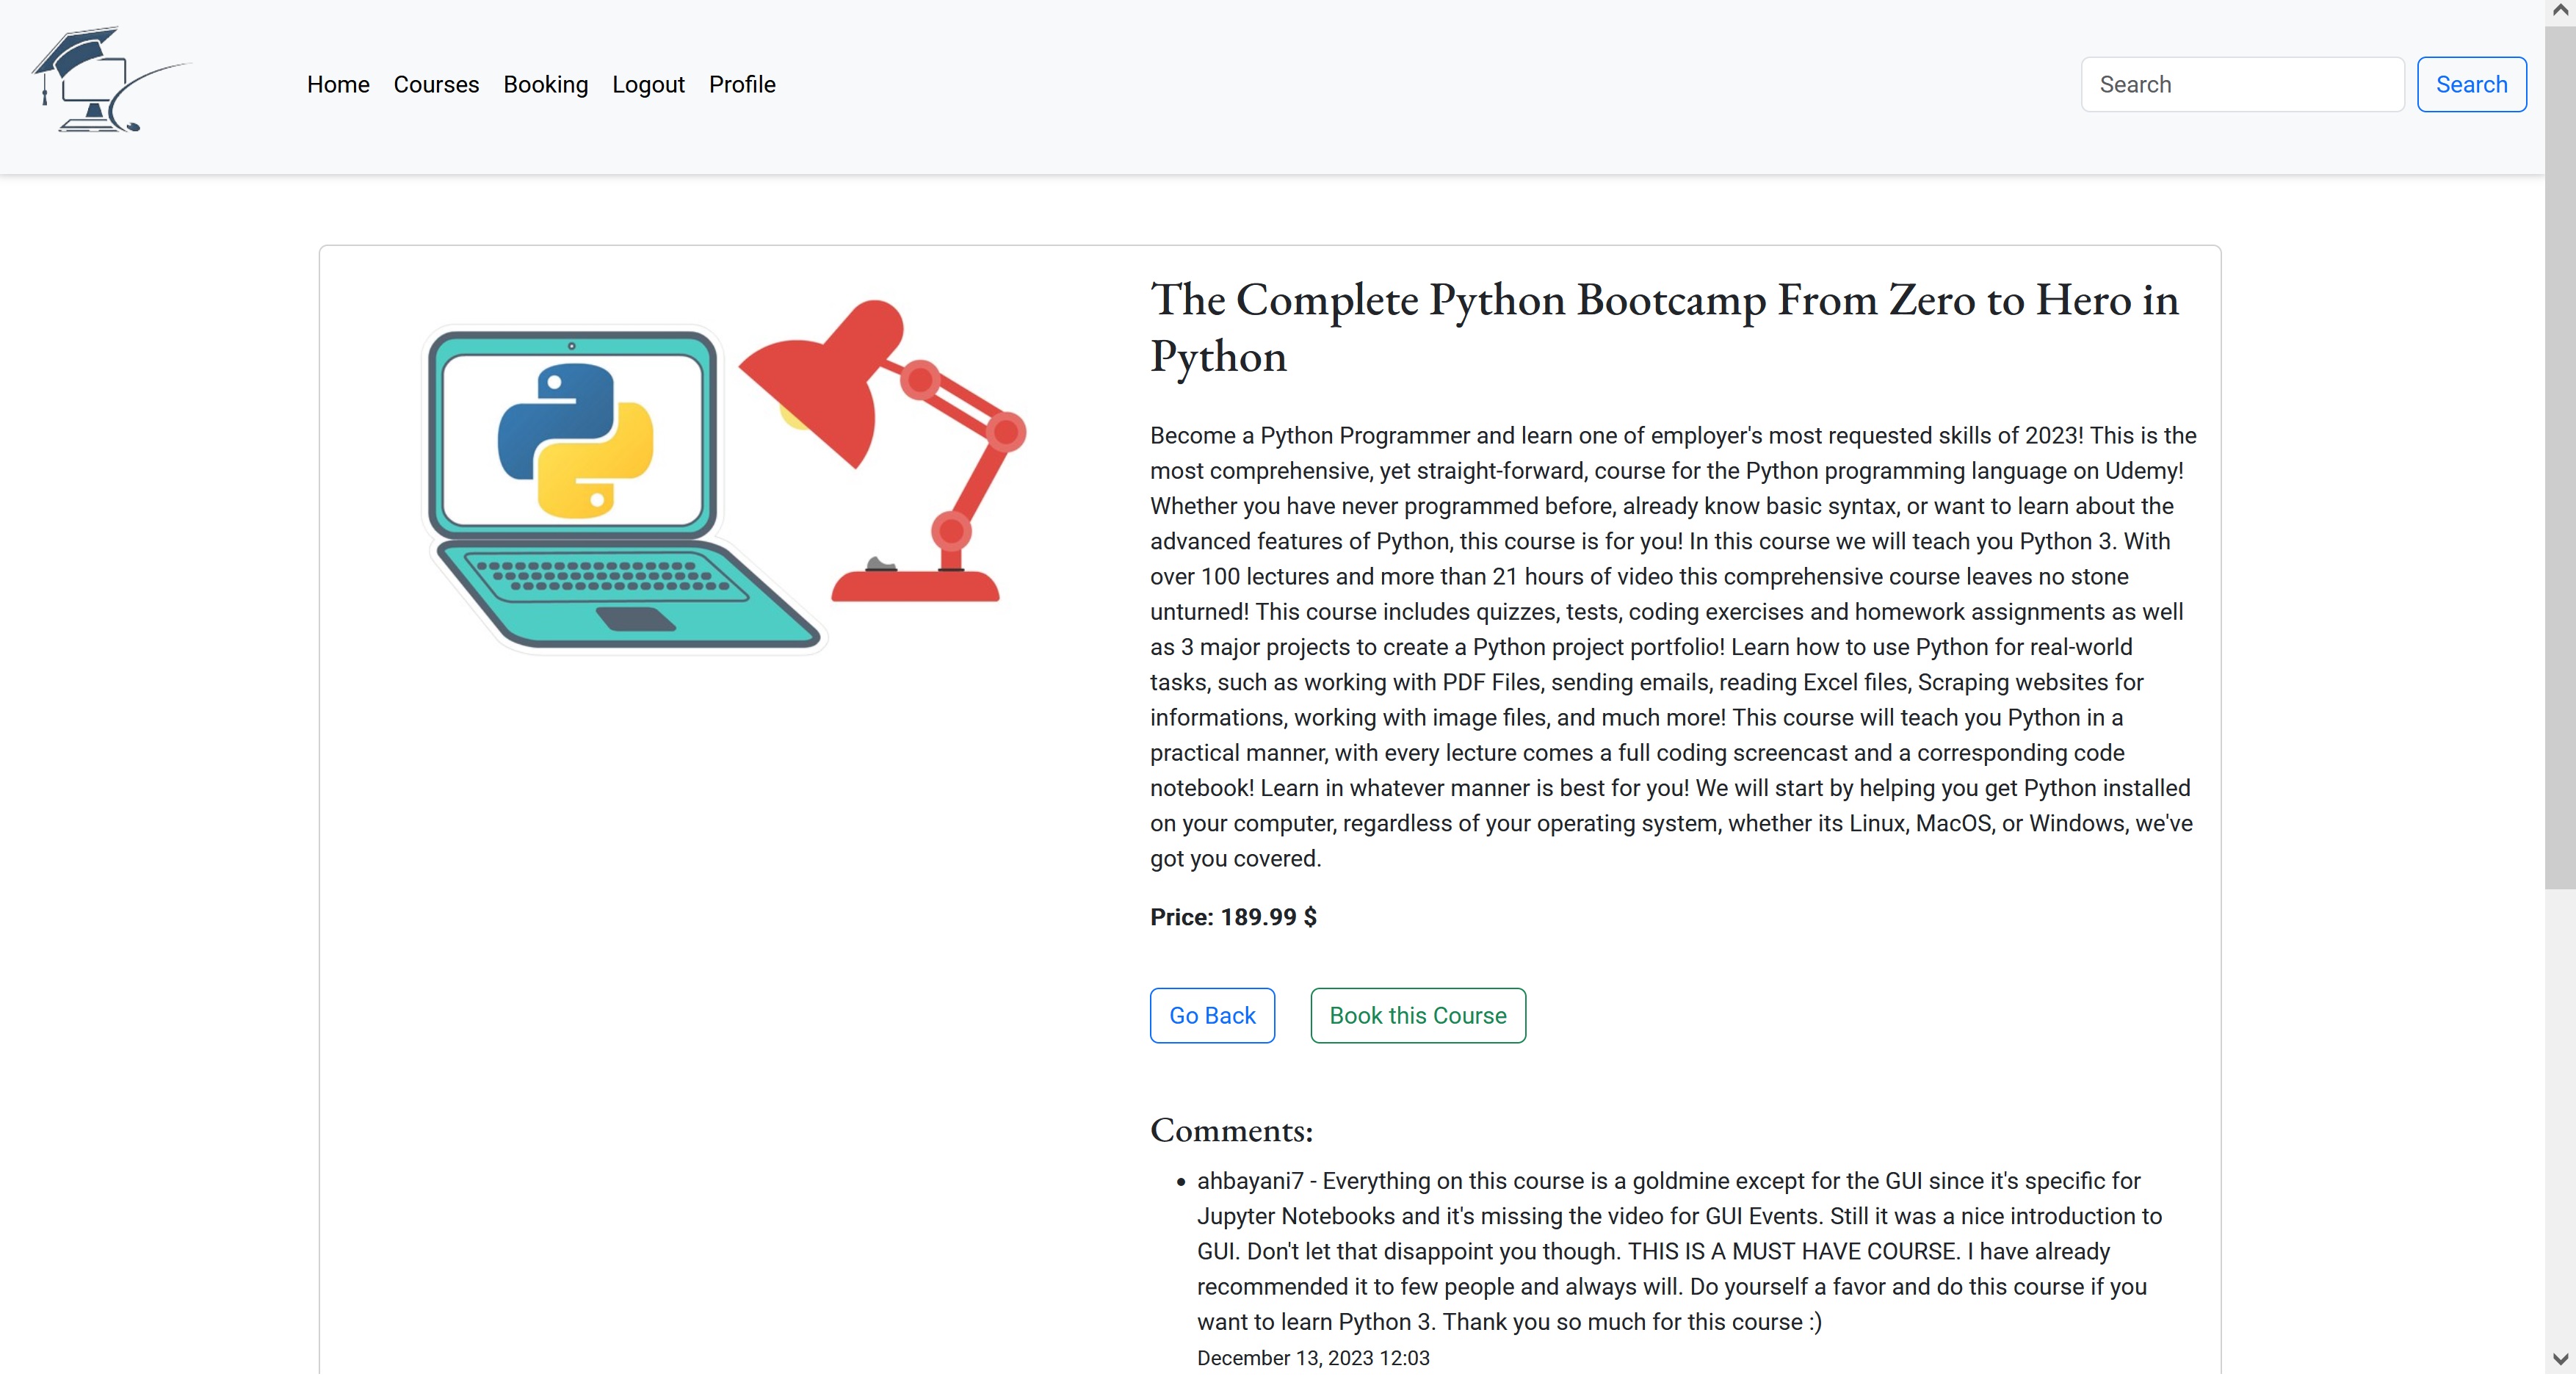 Home Courses Booking Logout Profile
Search
Search
The Complete Python Bootcamp From Zero to Hero in
Python
Become a Python Programmer and learn one of employer's most requested skills of 2023! This is the
most comprehensive, yet straight-forward, course for the Python programming language on Udemy!
Whether you have never programmed before, already know basic syntax, or want to learn about the
advanced features of Python, this course is for you! In this course we will teach you Python 3. With
over 100 lectures and more than 21 hours of video this comprehensive course leaves no stone
unturned! This course includes quizzes, tests, coding exercises and homework assignments as well
as 3 major projects to create a Python project portfolio! Learn how to use Python for real-world
tasks, such as working with PDF Files, sending emails, reading Excel files, Scraping websites for
informations, working with image files, and much more! This course will teach you Python in a
practical manner, with every lecture comes a full coding screencast and a corresponding code
notebook! Learn in whatever manner is best for you! We will start by helping you get Python installed
on your computer, regardless of your operating system, whether its Linux, MacOS, or Windows, we've
got you covered.
Price: 189.99 $
Go Back
Book this Course
Comments:
ahbayani7 - Everything on this course is a goldmine except for the GUI since it's specific for
Jupyter Notebooks and it's missing the video for GUI Events. Still it was a nice introduction to
GUI. Don't let that disappoint you though. THIS IS A MUST HAVE COURSE. I have already
recommended it to few people and always will. Do yourself a favor and do this course if you
want to learn Python 3. Thank you so much for this course :)
December 13, 2023 12:03